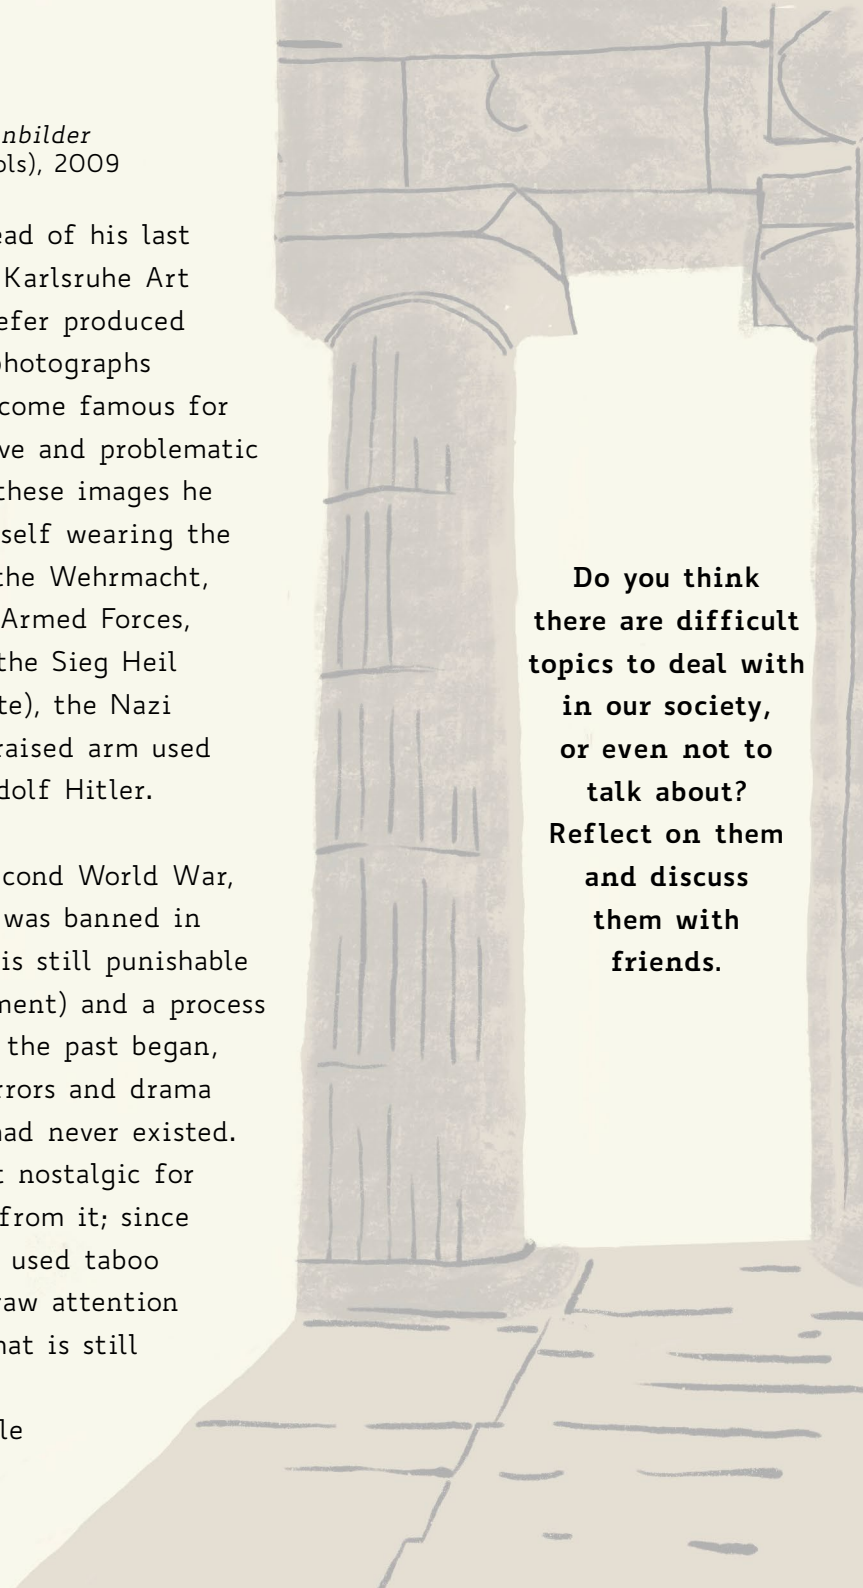 nbilder
ols), 2009
ead of his last
Karlsruhe Art
efer produced
photographs
come famous for
ve and problematic
these images he
self wearing the
the Wehrmacht,
Armed Forces,
the Sieg Heil
te), the Nazi
raised arm used
dolf Hitler.
cond World War,
was banned in
is still punishable
ment) and a process
the past began,
rrors and drama
had never existed.
t nostalgic for
from it; since
used taboo
raw attention
hat is still
le
Do you think
there are difficult
topics to deal with
in our society,
or even not to
talk about?
Reflect on them
and discuss
them with
friends.